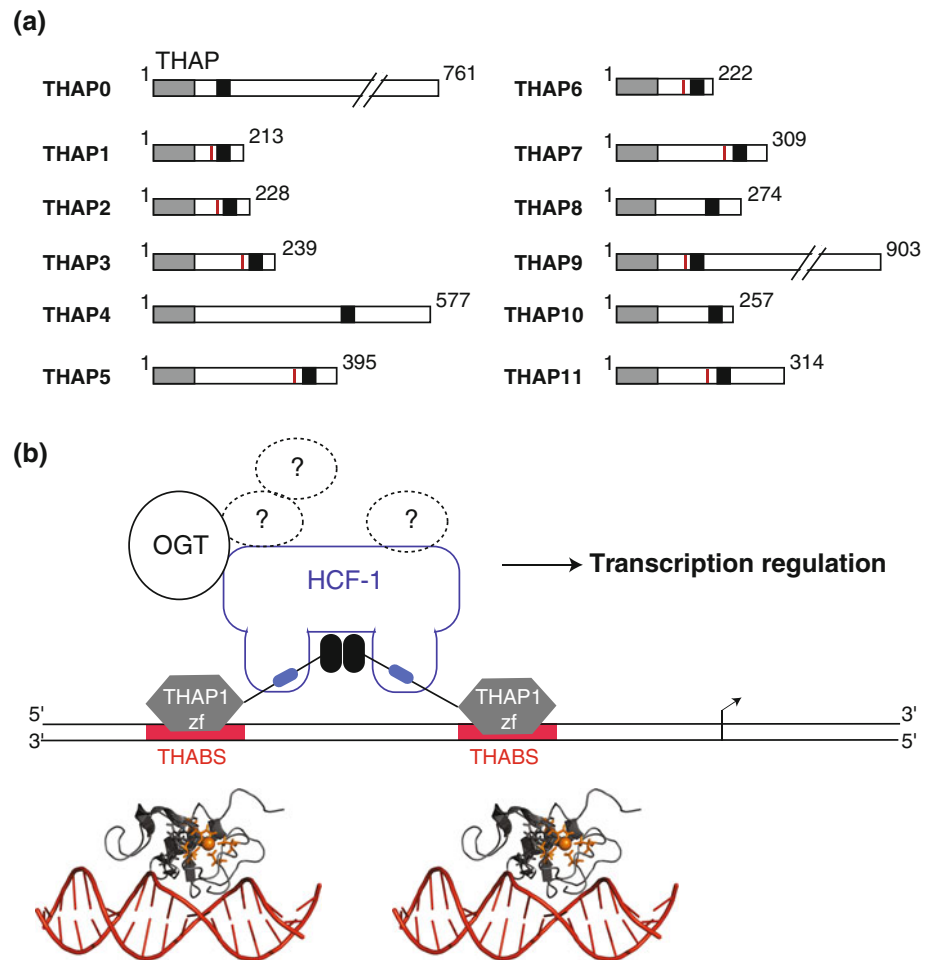 (a)
THAP
THAP0 1 761
THAP1 1 213
THAP2 1 228
THAP3 1 239
THAP4 1 577
THAP5 1 395
THAP6 1 222
THAP7 1 309
THAP8 1 274
THAP9 1 903
THAP10 1 257
THAP11 1 314
(b)
?
? ?
OGT
HCF-1
Transcription regulation
THAP1 THAP1
zf zf
5' 3'
3' 5'
THABS THABS